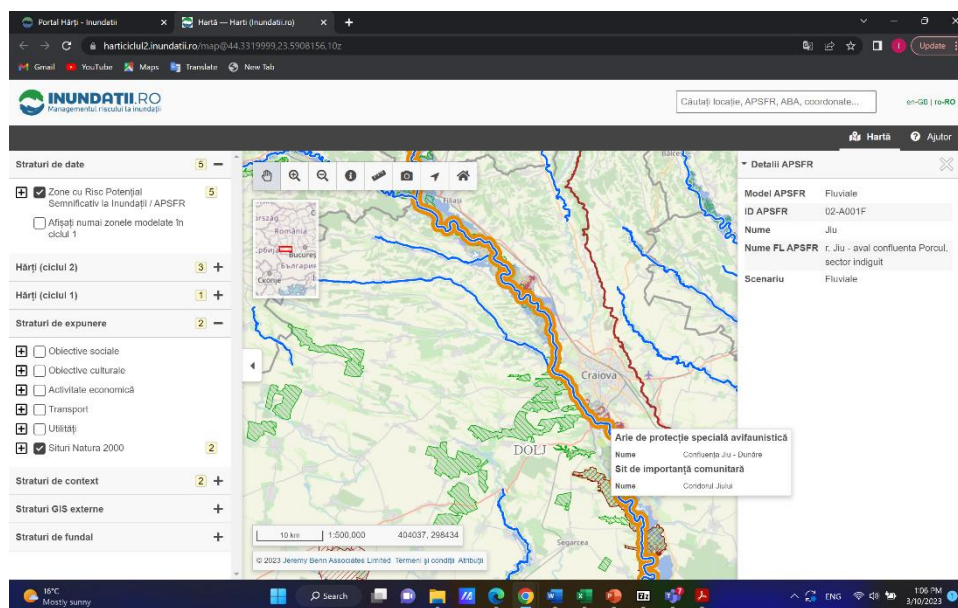 Portal Hărți - Inundatii
Hartă — Harti (Inundatii.ro)
harticiclul2.inundatii.ro/map@44.3319999,23.5908156,10z
Update
Gmail
YouTube
Maps
Translate
New Tab
INUNDATII.RO
Managementul riscului la inundații
Căutați locație, APSFR, ABA, coordonate...
en-GB | ro-RO
Hartă
Ajutor
Straturi de date 5
Zone cu Risc Potențial 5
Semnificativ la Inundații / APSFR
Afișați numai zonele modelate în
ciclul 1
Hărți (ciclul 2) 3
Hărți (ciclul 1) 1
Straturi de expunere 2
Obiective sociale
Obiective culturale
Activitate economică
Transport
Utilități
Situri Natura 2000 2
Straturi de context 2
Straturi GIS externe
Straturi de fundal
România
București
България
Скопје
Filiași
Craiova
DOLJ
Segarcea
Arie de protecție specială avifaunistică
Nume Confluența Jiu - Dunăre
Sit de importanță comunitară
Nume Coridorul Jiului
10 km 1:500,000 404037, 298434
© 2023 Jeremy Benn Associates Limited Termeni și condiții Atribuții
Detalii APSFR
Model APSFR Fluviale
ID APSFR 02-A001F
Nume Jiu
Nume FL APSFR r. Jiu - aval confluenta Porcul,
sector indiguit
Scenariu Fluviale
16°C
Mostly sunny
Search
ENG
1:06 PM
3/10/2023